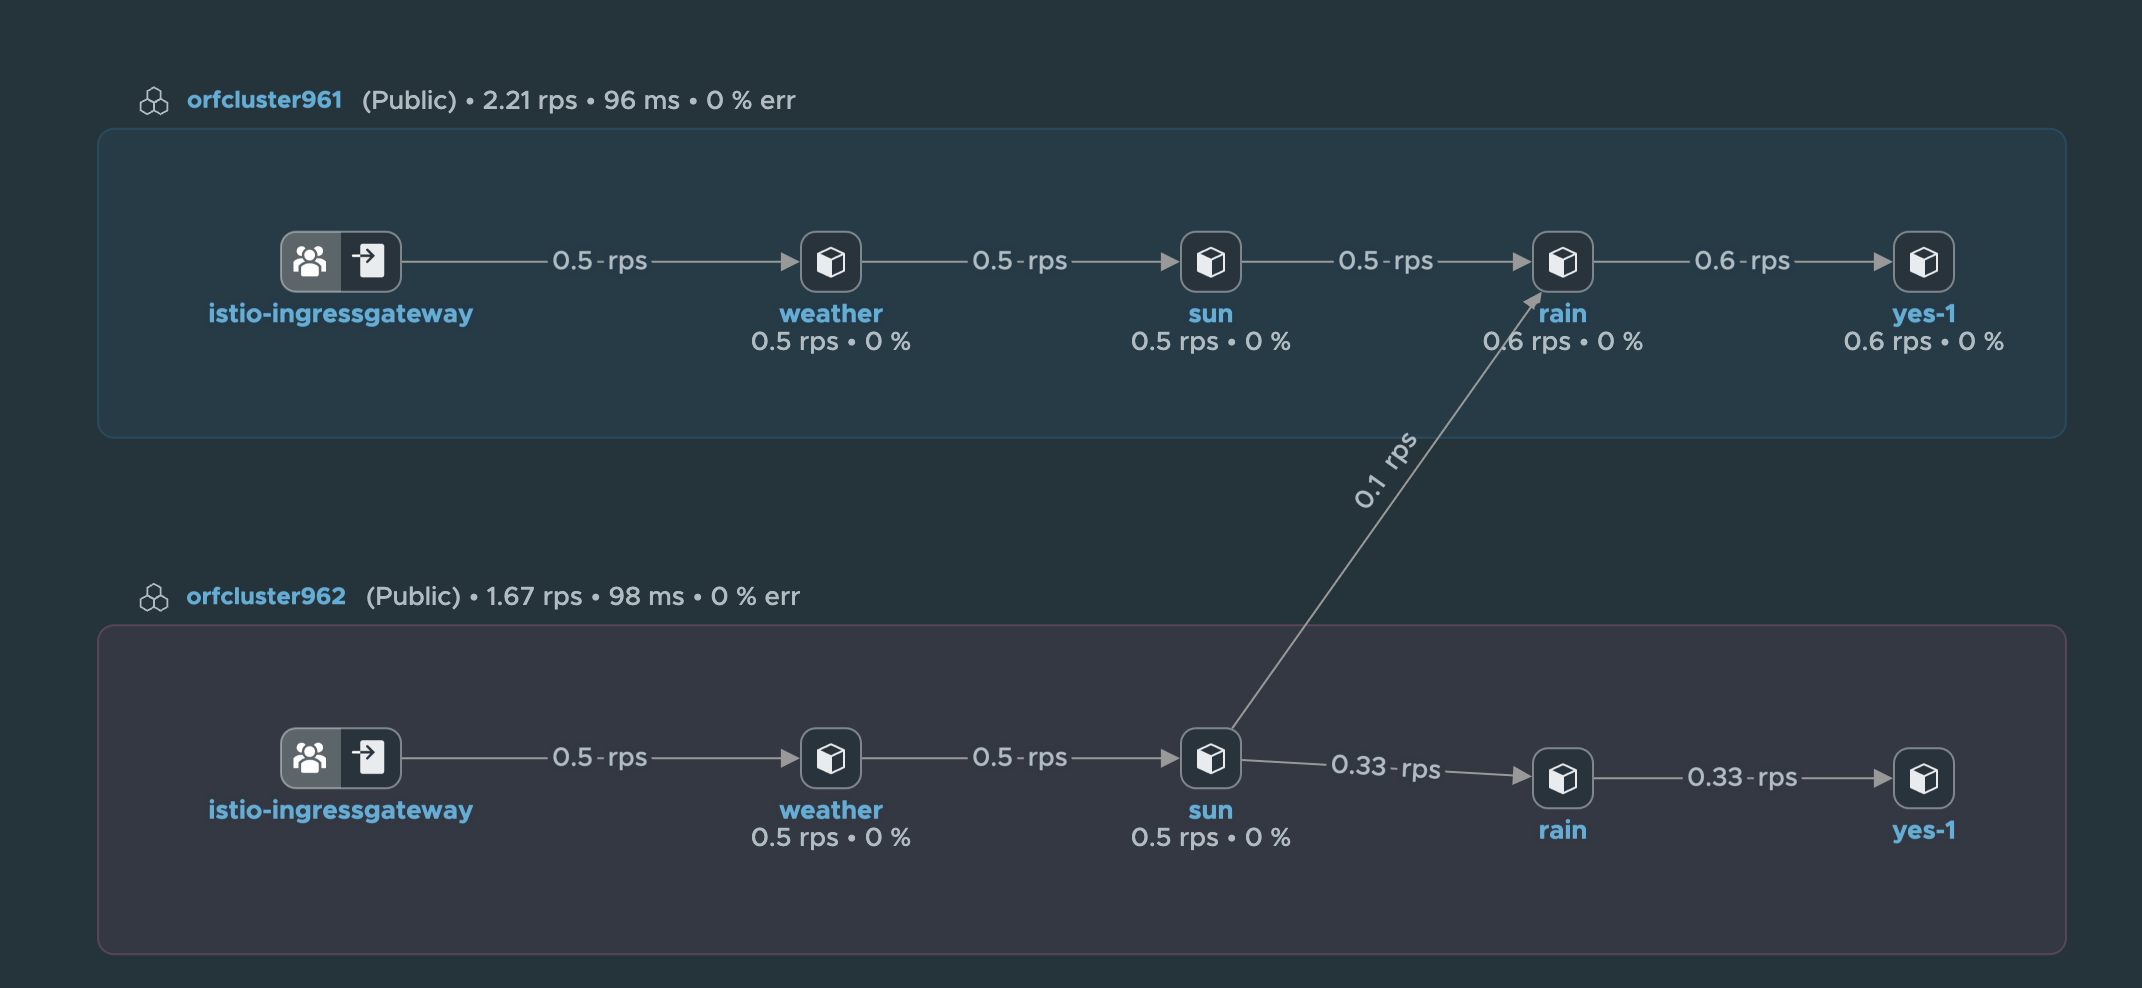 orfcluster961 (Public) • 2.21 rps • 96 ms • 0 % err
0.5 rps
0.5 rps
0.5 rps
0.6 rps
istio-ingressgateway
weather
0.5 rps • 0 %
sun
0.5 rps • 0 %
rain
0.6 rps • 0 %
yes-1
0.6 rps • 0 %
0.1 rps
orfcluster962 (Public) • 1.67 rps • 98 ms • 0 % err
0.5 rps
0.5 rps
0.33 rps
0.33 rps
istio-ingressgateway
weather
0.5 rps • 0 %
sun
0.5 rps • 0 %
rain
yes-1